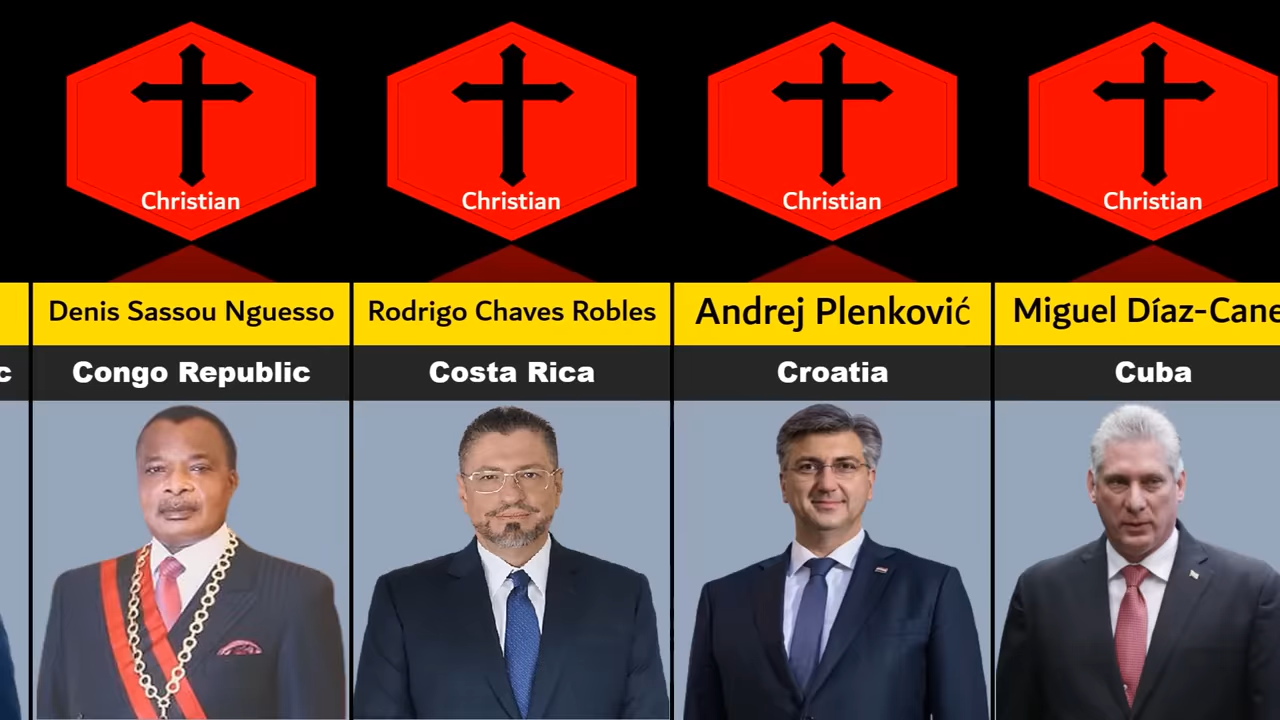 Christian
Christian
Christian
Christian
Denis Sassou Nguesso
Rodrigo Chaves Robles
Andrej Plenković
Miguel Díaz-Cane
c
Congo Republic
Costa Rica
Croatia
Cuba